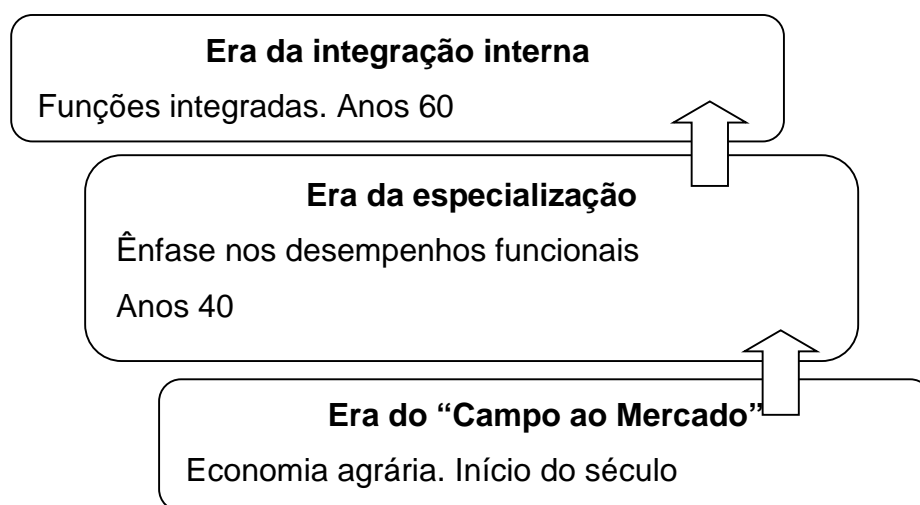 Era da integração interna
Funções integradas. Anos 60
Era da especialização
Ênfase nos desempenhos funcionais
Anos 40
Era do “Campo ao Mercado”
Economia agrária. Início do século